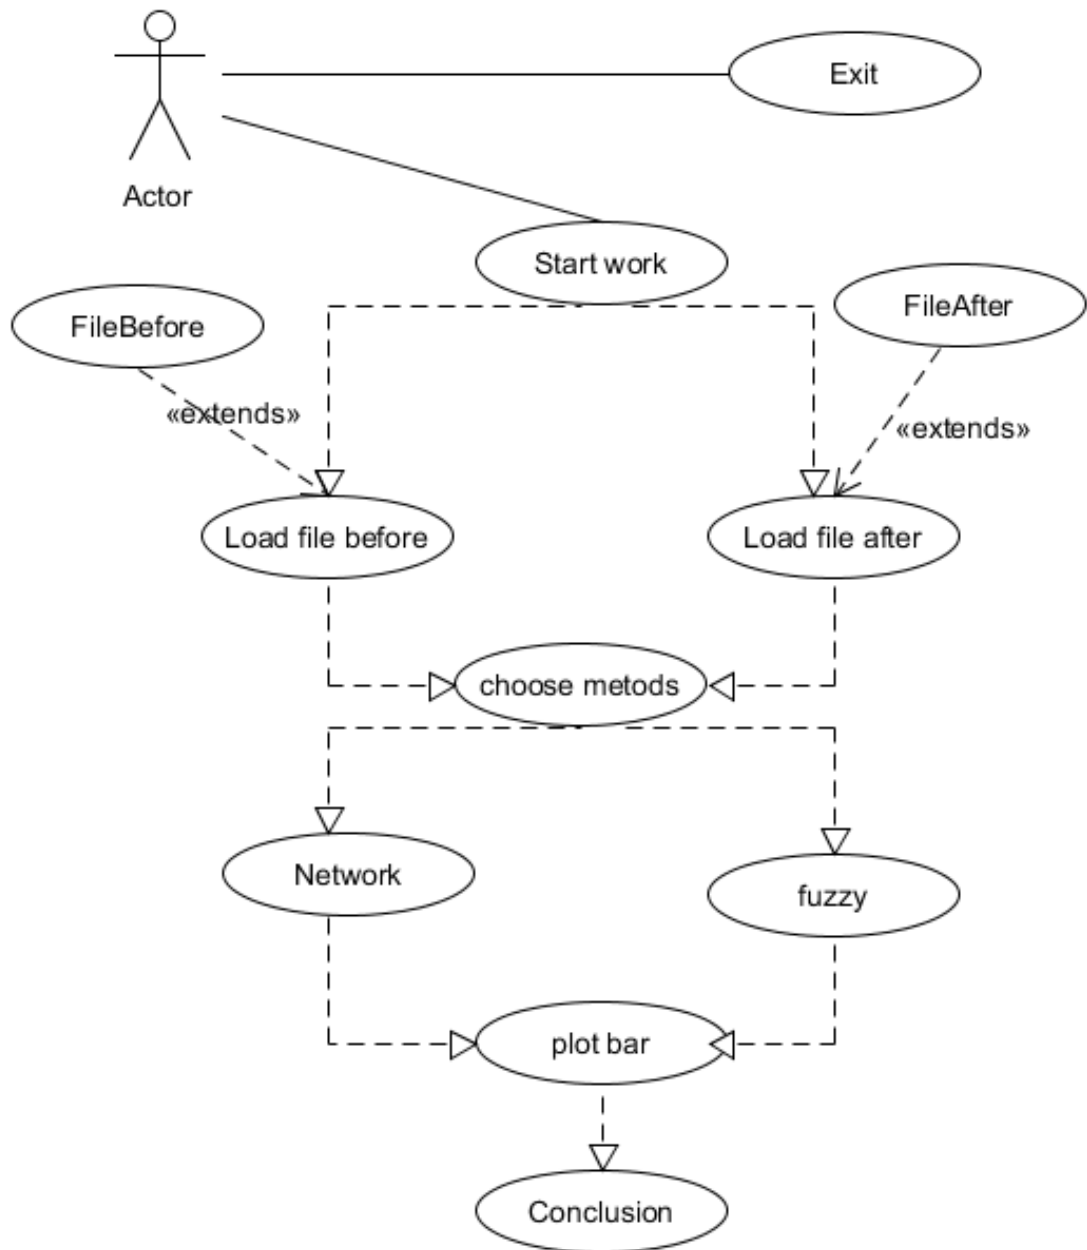 Exit
Actor
Start work
FileBefore
FileAfter
«extends»
«extends»
Load file before
Load file after
choose metods
Network
fuzzy
plot bar
Conclusion